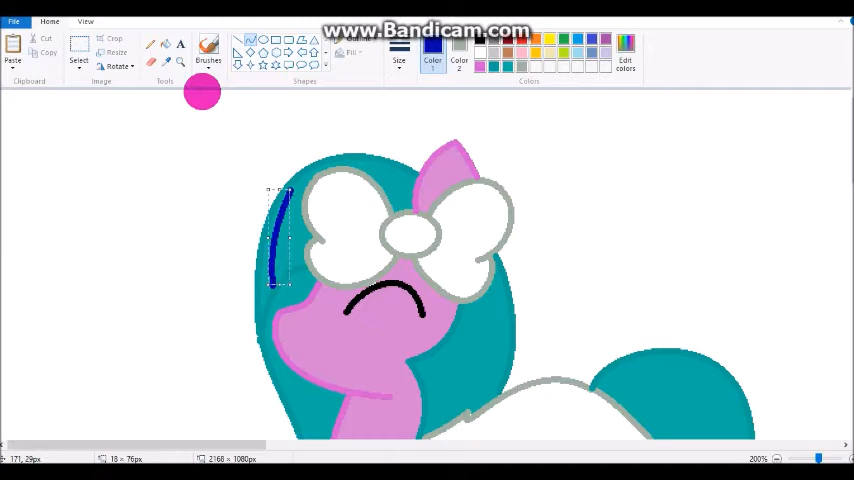 www.Bandicam.com
File Home View
Paste
Cut
Copy
Clipboard
Select
Crop
Resize
Rotate
Image
A
Tools
Brushes
Outline
Fill
Shapes
Size
Color
1
Color
2
Edit
colors
Colors
171, 29px 18 × 76px 2168 × 1080px 200%